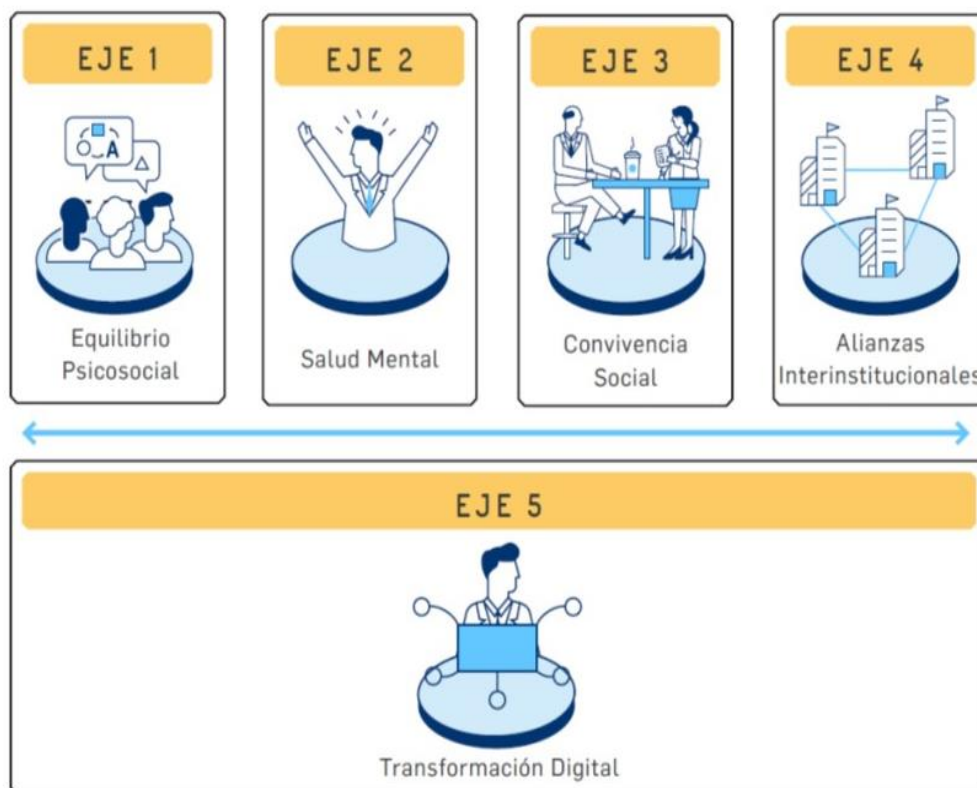 EJE 1
EJE 2
EJE 3
EJE 4
A
Equilibrio
Psicosocial
Salud Mental
Convivencia
Social
Alianzas
Interinstitucionales
EJE 5
Transformación Digital